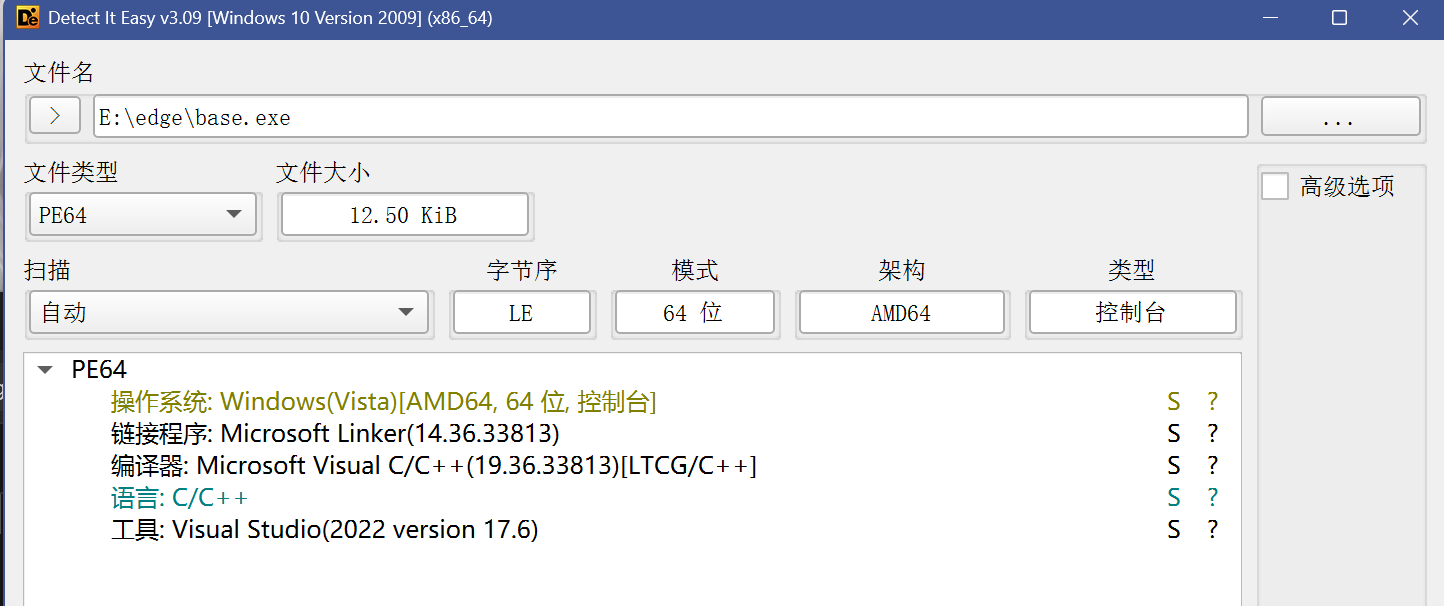 Detect It Easy v3.09 [Windows 10 Version 2009] (x86_64)
文件名
E:\edge\base.exe
...
文件类型 文件大小
PE64 12.50 KiB
高级选项
扫描 字节序 模式 架构 类型
自动 LE 64 位 AMD64 控制台
PE64
操作系统: Windows(Vista)[AMD64, 64 位, 控制台] S ?
链接程序: Microsoft Linker(14.36.33813) S ?
编译器: Microsoft Visual C/C++(19.36.33813)[LTCG/C++] S ?
语言: C/C++ S ?
工具: Visual Studio(2022 version 17.6) S ?